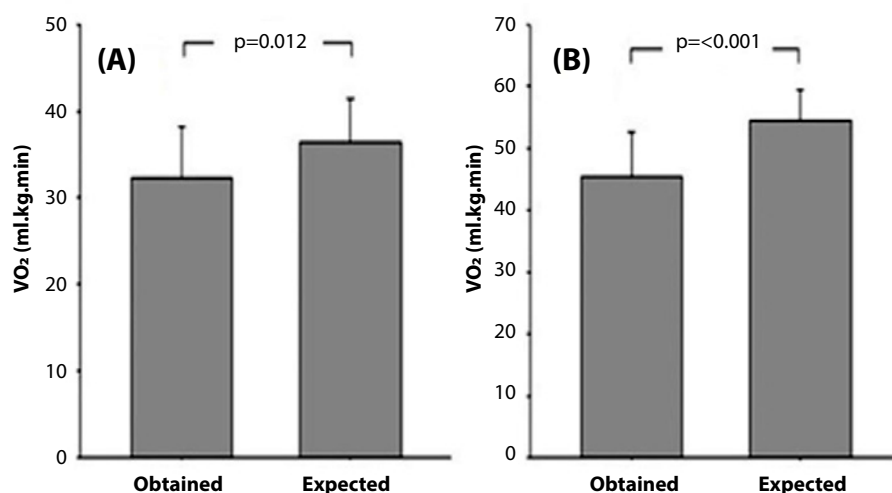 (A)
p=0.012
VO₂ (ml.kg.min)
50
40
30
20
10
0
Obtained Expected
(B)
p=<0.001
VO₂ (ml.kg.min)
70
60
50
40
30
20
10
0
Obtained Expected